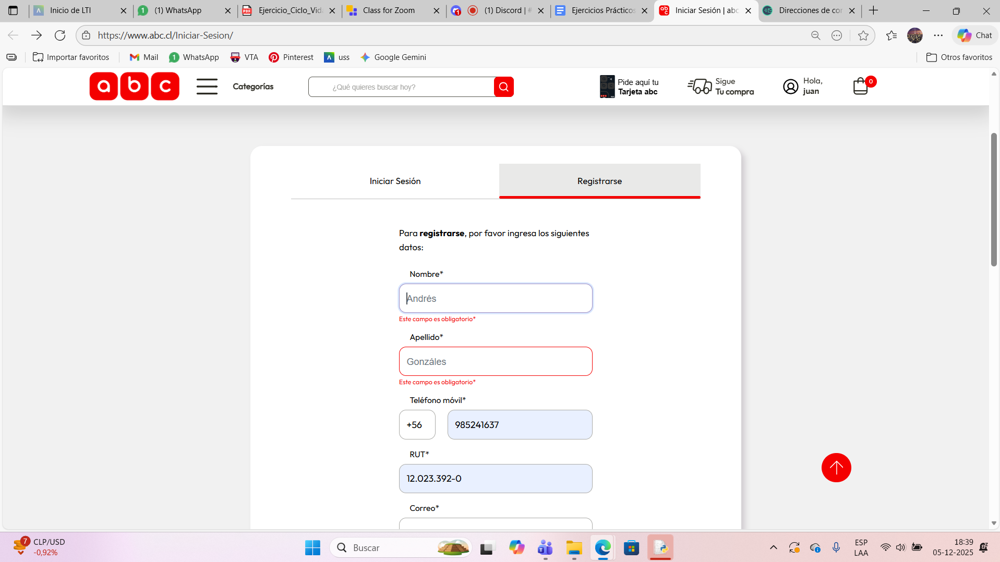 Inicio de LTI
(1) WhatsApp
Ejercicio_Ciclo_Vid
Class for Zoom
(1) Discord | #
Ejercicios Prácticos
Iniciar Sesión | abc
Direcciones de cor
https://www.abc.cl/Iniciar-Sesion/
Chat
Importar favoritos
Mail
1 WhatsApp
VTA
Pinterest
uss
Google Gemini
Otros favoritos
abc
Categorías
¿Qué quieres buscar hoy?
Pide aquí tu
Tarjeta abc
Sigue
Tu compra
Hola,
juan
0
Iniciar Sesión
Registrarse
Para registrarse, por favor ingresa los siguientes
datos:
Nombre*
Andrés
Este campo es obligatorio*
Apellido*
Gonzáles
Este campo es obligatorio*
Teléfono móvil*
+56
985241637
RUT*
12.023.392-0
Correo*
7
CLP/USD
-0,92%
Buscar
ESP
LAA
18:39
05-12-2025